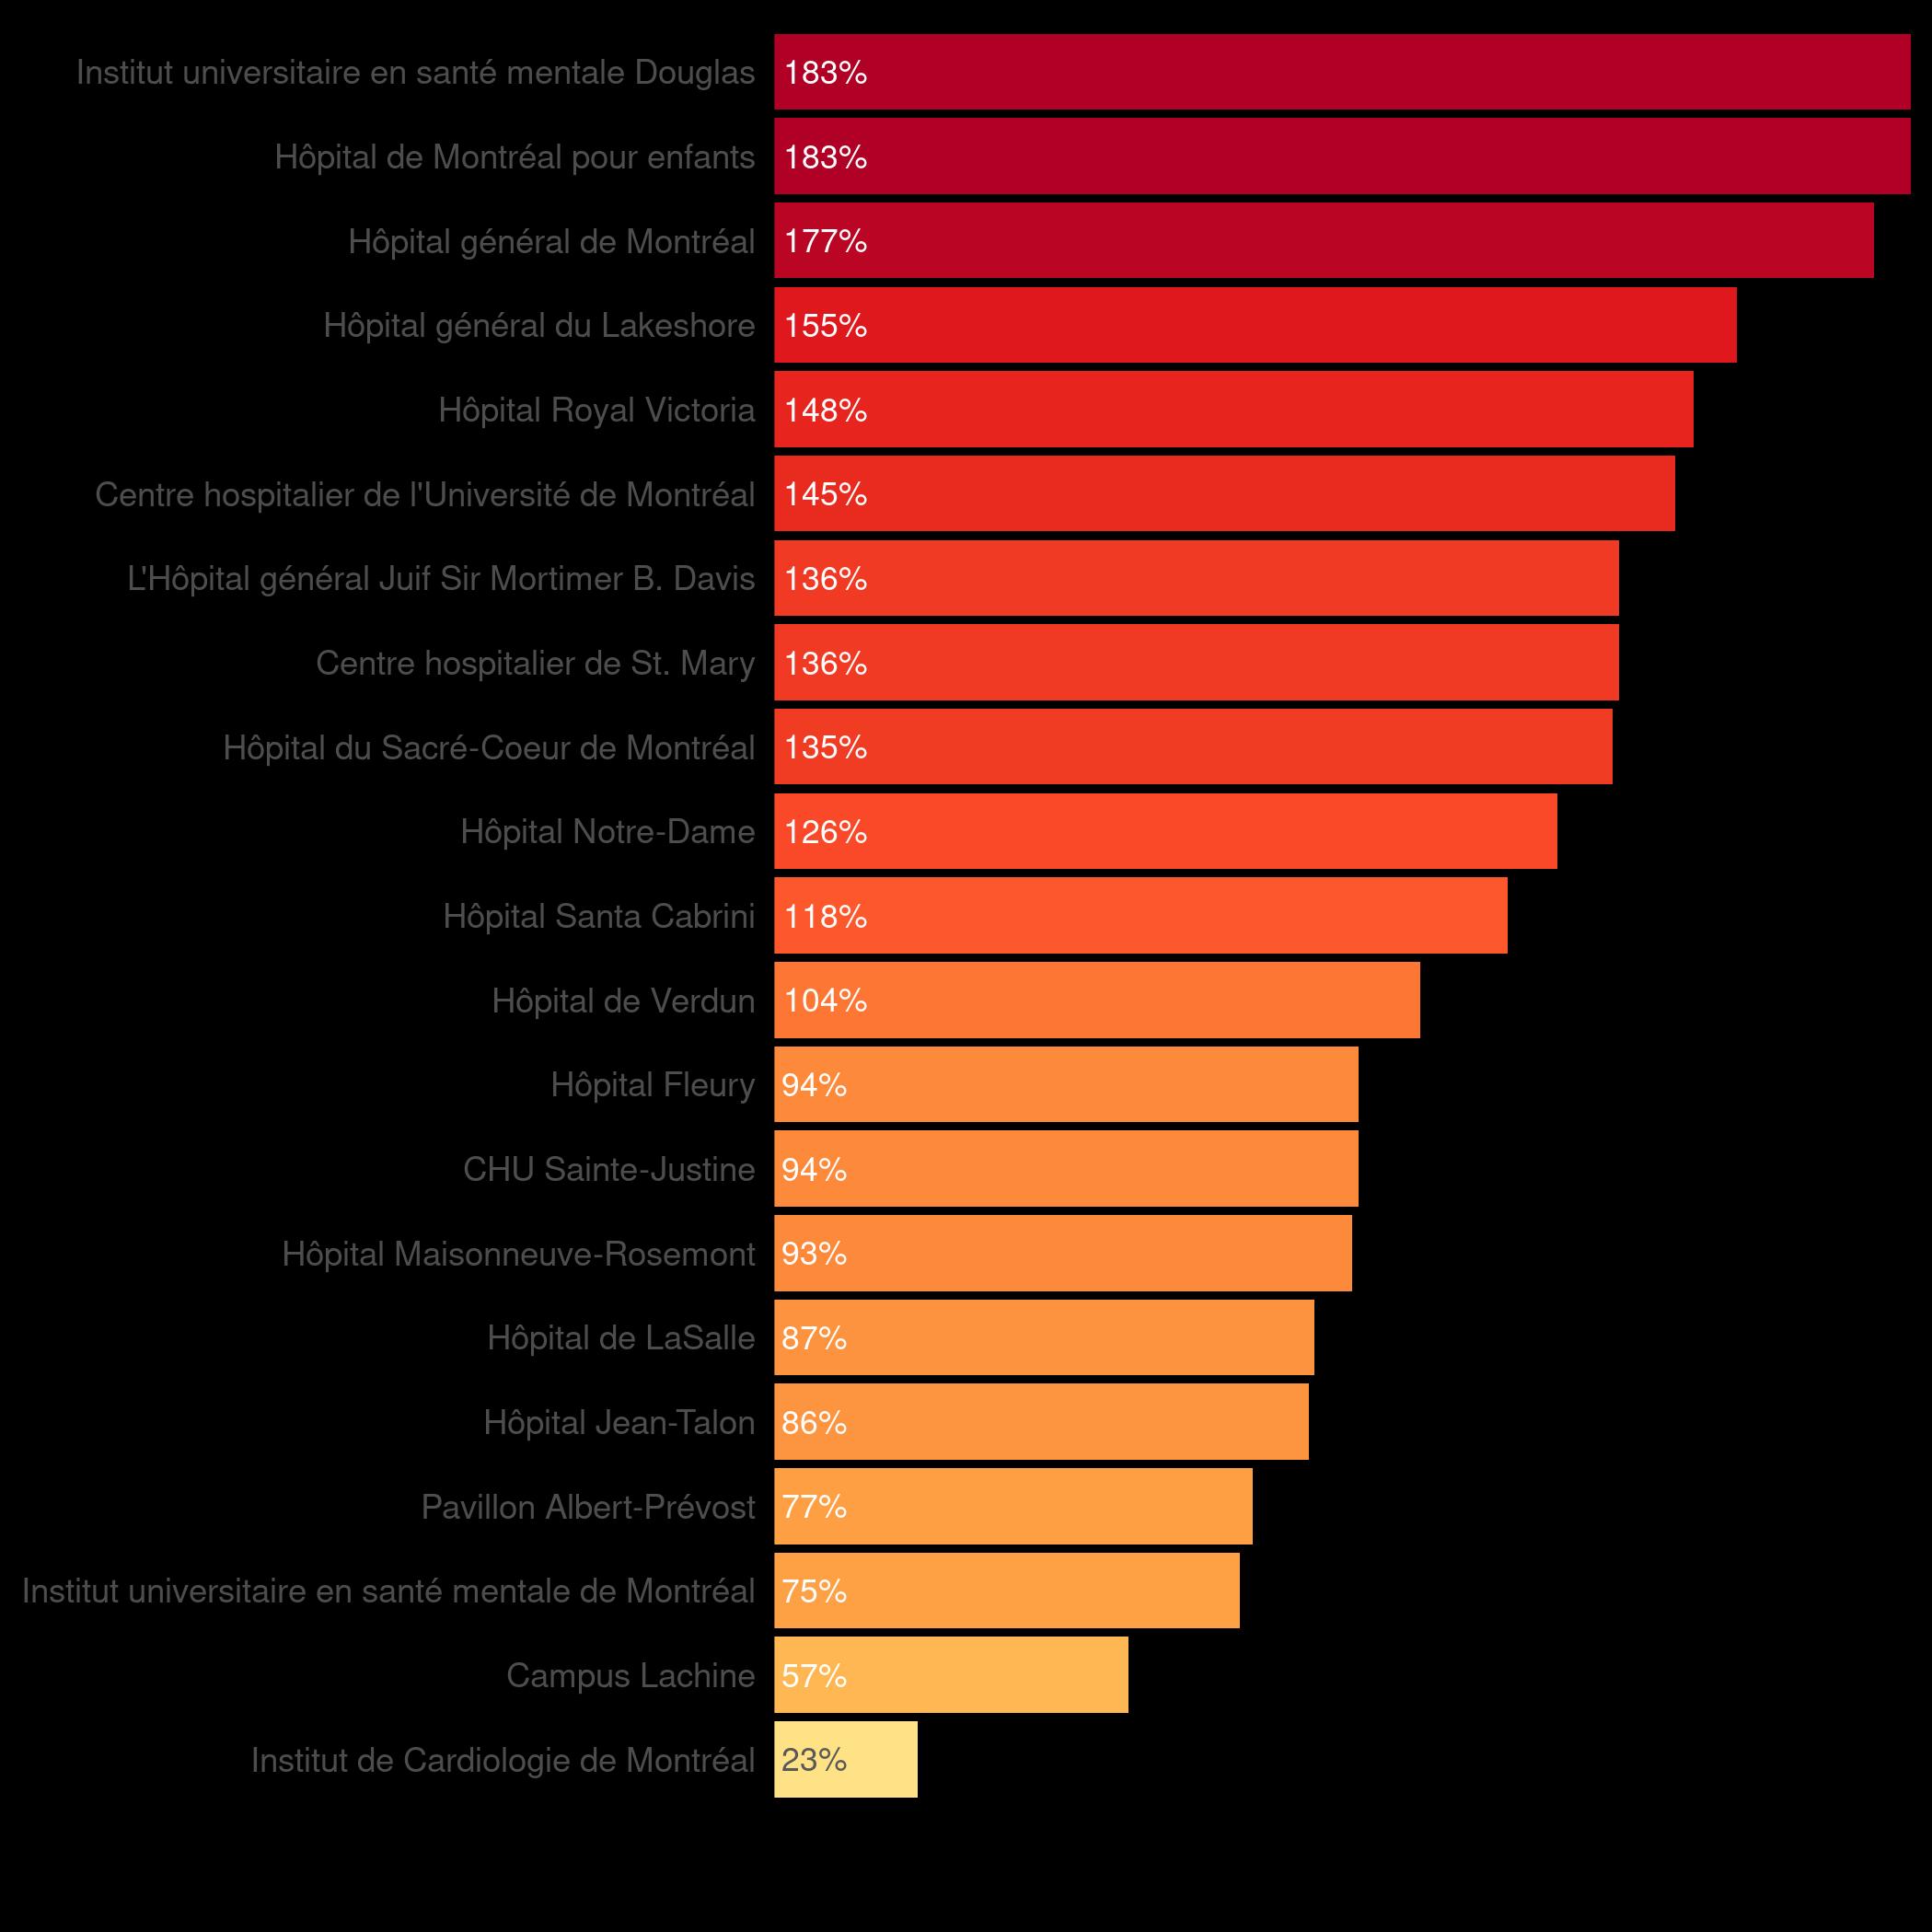 Institut universitaire en santé mentale Douglas 183%
Hôpital de Montréal pour enfants 183%
Hôpital général de Montréal 177%
Hôpital général du Lakeshore 155%
Hôpital Royal Victoria 148%
Centre hospitalier de l'Université de Montréal 145%
L'Hôpital général Juif Sir Mortimer B. Davis 136%
Centre hospitalier de St. Mary 136%
Hôpital du Sacré-Coeur de Montréal 135%
Hôpital Notre-Dame 126%
Hôpital Santa Cabrini 118%
Hôpital de Verdun 104%
Hôpital Fleury 94%
CHU Sainte-Justine 94%
Hôpital Maisonneuve-Rosemont 93%
Hôpital de LaSalle 87%
Hôpital Jean-Talon 86%
Pavillon Albert-Prévost 77%
Institut universitaire en santé mentale de Montréal 75%
Campus Lachine 57%
Institut de Cardiologie de Montréal 23%